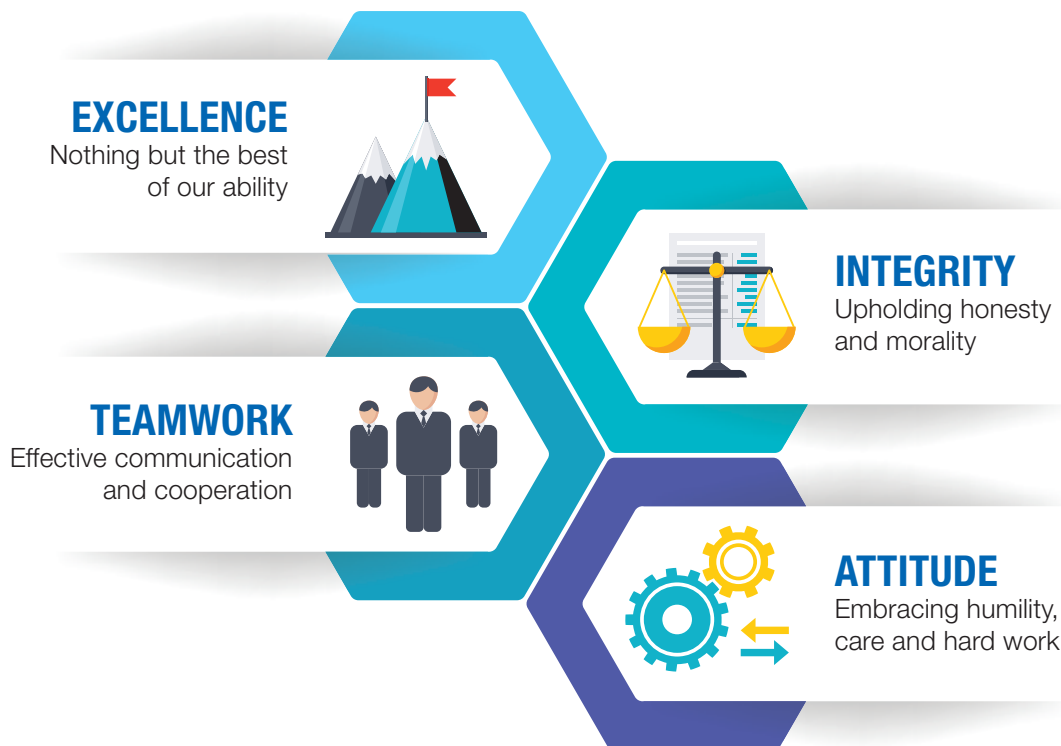 EXCELLENCE
Nothing but the best
of our ability
INTEGRITY
Upholding honesty
and morality
TEAMWORK
Effective communication
and cooperation
ATTITUDE
Embracing humility,
care and hard work